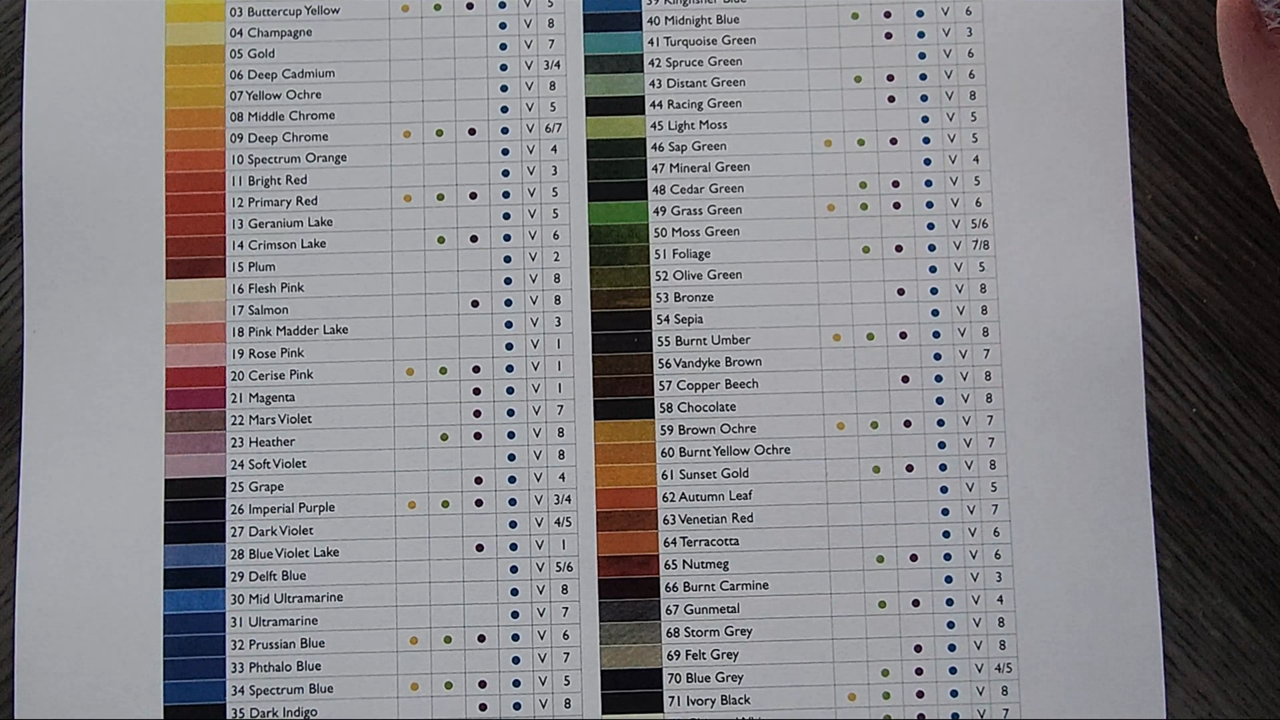 03 Buttercup Yellow V 5
04 Champagne V 8
05 Gold V 7
06 Deep Cadmium V 3/4
07 Yellow Ochre V 8
08 Middle Chrome V 5
09 Deep Chrome V 6/7
10 Spectrum Orange V 4
11 Bright Red V 3
12 Primary Red V 5
13 Geranium Lake V 5
14 Crimson Lake V 6
15 Plum V 2
16 Flesh Pink V 8
17 Salmon V 8
18 Pink Madder Lake V 3
19 Rose Pink V 1
20 Cerise Pink V 1
21 Magenta V 1
22 Mars Violet V 7
23 Heather V 8
24 Soft Violet V 8
25 Grape V 4
26 Imperial Purple V 3/4
27 Dark Violet V 4/5
28 Blue Violet Lake V 1
29 Delft Blue V 5/6
30 Mid Ultramarine V 8
31 Ultramarine V 7
32 Prussian Blue V 6
33 Phthalo Blue V 7
34 Spectrum Blue V 5
35 Dark Indigo V 8
39 Kingfisher Blue
40 Midnight Blue V 6
41 Turquoise Green V 3
42 Spruce Green V 6
43 Distant Green V 6
44 Racing Green V 8
45 Light Moss V 5
46 Sap Green V 5
47 Mineral Green V 4
48 Cedar Green V 5
49 Grass Green V 6
50 Moss Green V 5/6
51 Foliage V 7/8
52 Olive Green V 5
53 Bronze V 8
54 Sepia V 8
55 Burnt Umber V 8
56 Vandyke Brown V 7
57 Copper Beech V 8
58 Chocolate V 8
59 Brown Ochre V 7
60 Burnt Yellow Ochre V 7
61 Sunset Gold V 8
62 Autumn Leaf V 5
63 Venetian Red V 7
64 Terracotta V 6
65 Nutmeg V 6
66 Burnt Carmine V 3
67 Gunmetal V 4
68 Storm Grey V 8
69 Felt Grey V 8
70 Blue Grey V 4/5
71 Ivory Black V 8
V 7